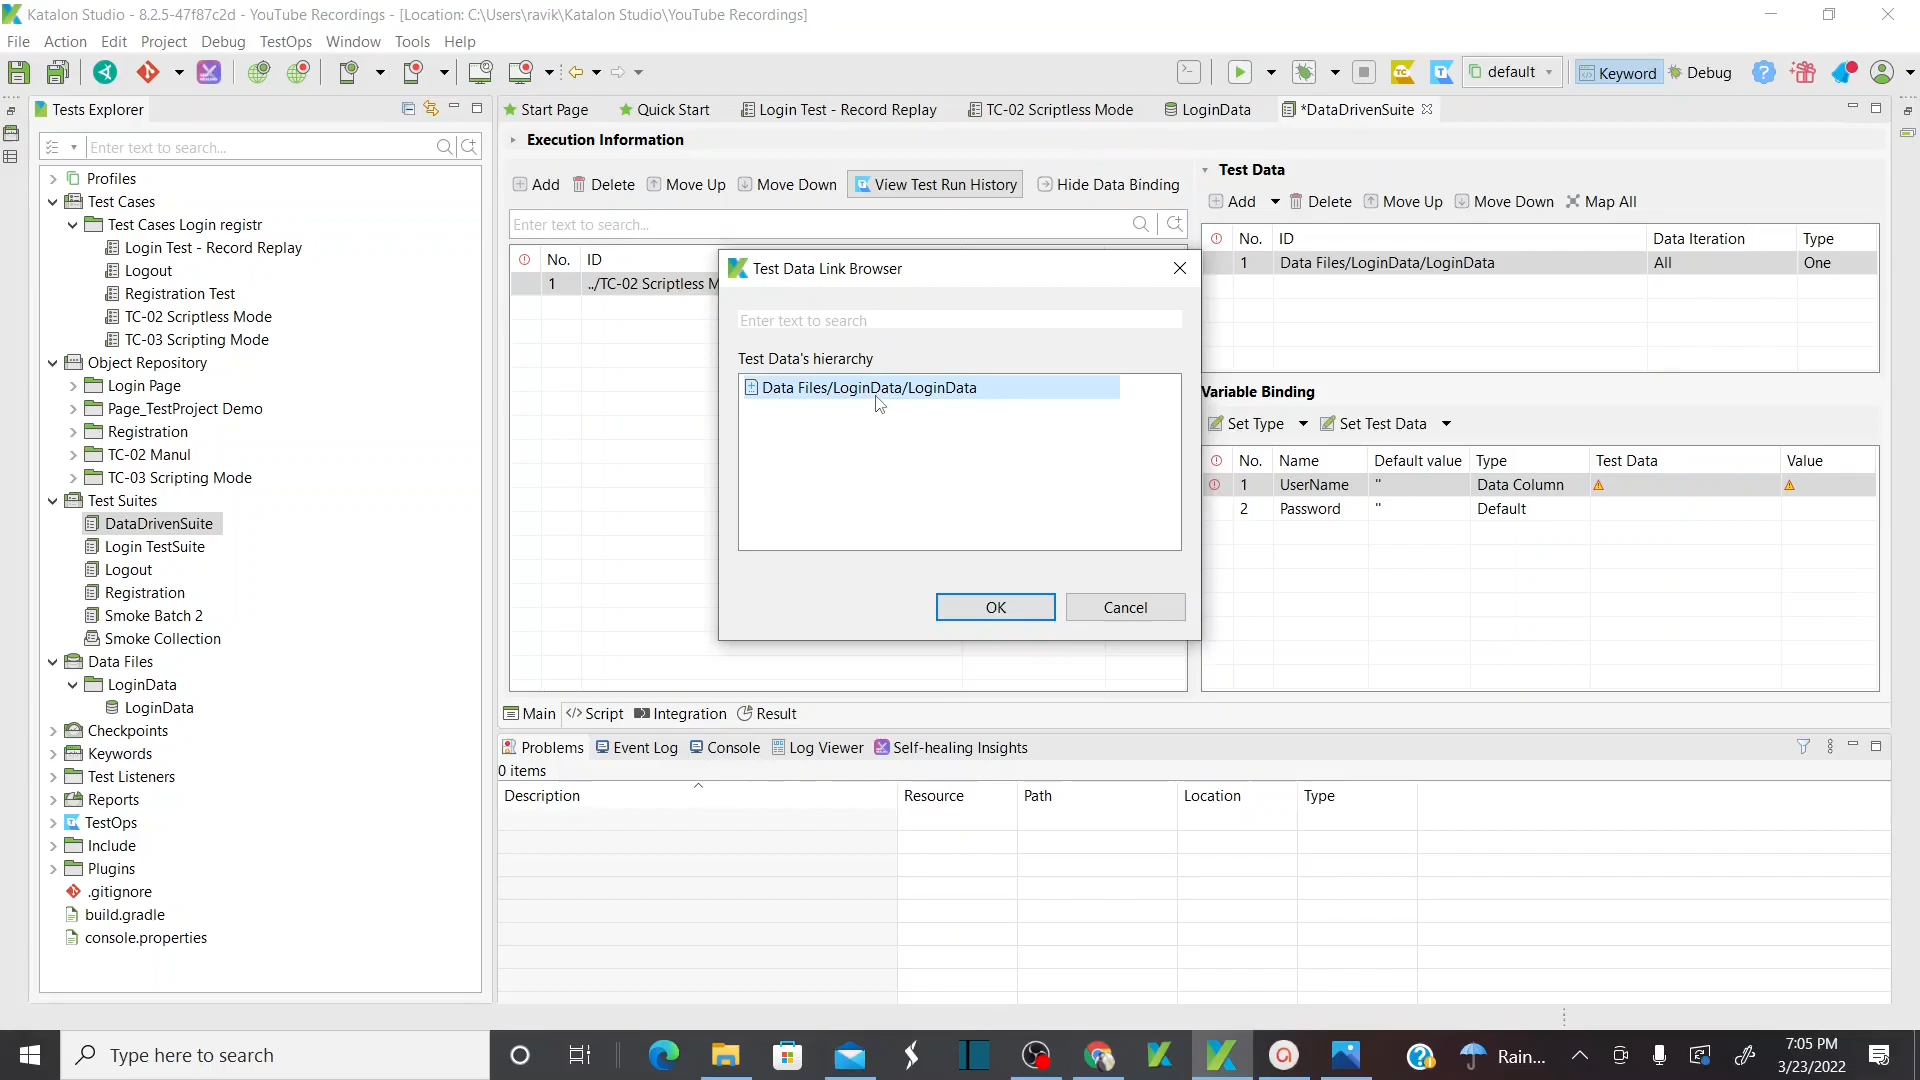 Katalon Studio - 8.2.5-47f87c2d - YouTube Recordings - [Location: C:\Users\ravik\Katalon Studio\YouTube Recordings]
File Action Edit Project Debug TestOps Window Tools Help
default Keyword Debug
Tests Explorer
Enter text to search...
Profiles
Test Cases
Test Cases Login registr
Login Test - Record Replay
Logout
Registration Test
TC-02 Scriptless Mode
TC-03 Scripting Mode
Object Repository
Login Page
Page_TestProject Demo
Registration
TC-02 Manul
TC-03 Scripting Mode
Test Suites
DataDrivenSuite
Login TestSuite
Logout
Registration
Smoke Batch 2
Smoke Collection
Data Files
LoginData
LoginData
Checkpoints
Keywords
Test Listeners
Reports
TestOps
Include
Plugins
.gitignore
build.gradle
console.properties
Start Page Quick Start Login Test - Record Replay TC-02 Scriptless Mode LoginData *DataDrivenSuite
Execution Information
Add Delete Move Up Move Down View Test Run History Hide Data Binding
Enter text to search...
No. ID
1 ../TC-02 Scriptless M
Test Data
Add Delete Move Up Move Down Map All
No. ID Data Iteration Type
1 Data Files/LoginData/LoginData All One
Test Data Link Browser
Enter text to search
Test Data's hierarchy
Data Files/LoginData/LoginData
OK Cancel
Variable Binding
Set Type Set Test Data
No. Name Default value Type Test Data Value
1 UserName '' Data Column
2 Password '' Default
Main Script Integration Result
Problems Event Log Console Log Viewer Self-healing Insights
0 items
Description Resource Path Location Type
Type here to search
Rain...
7:05 PM
3/23/2022